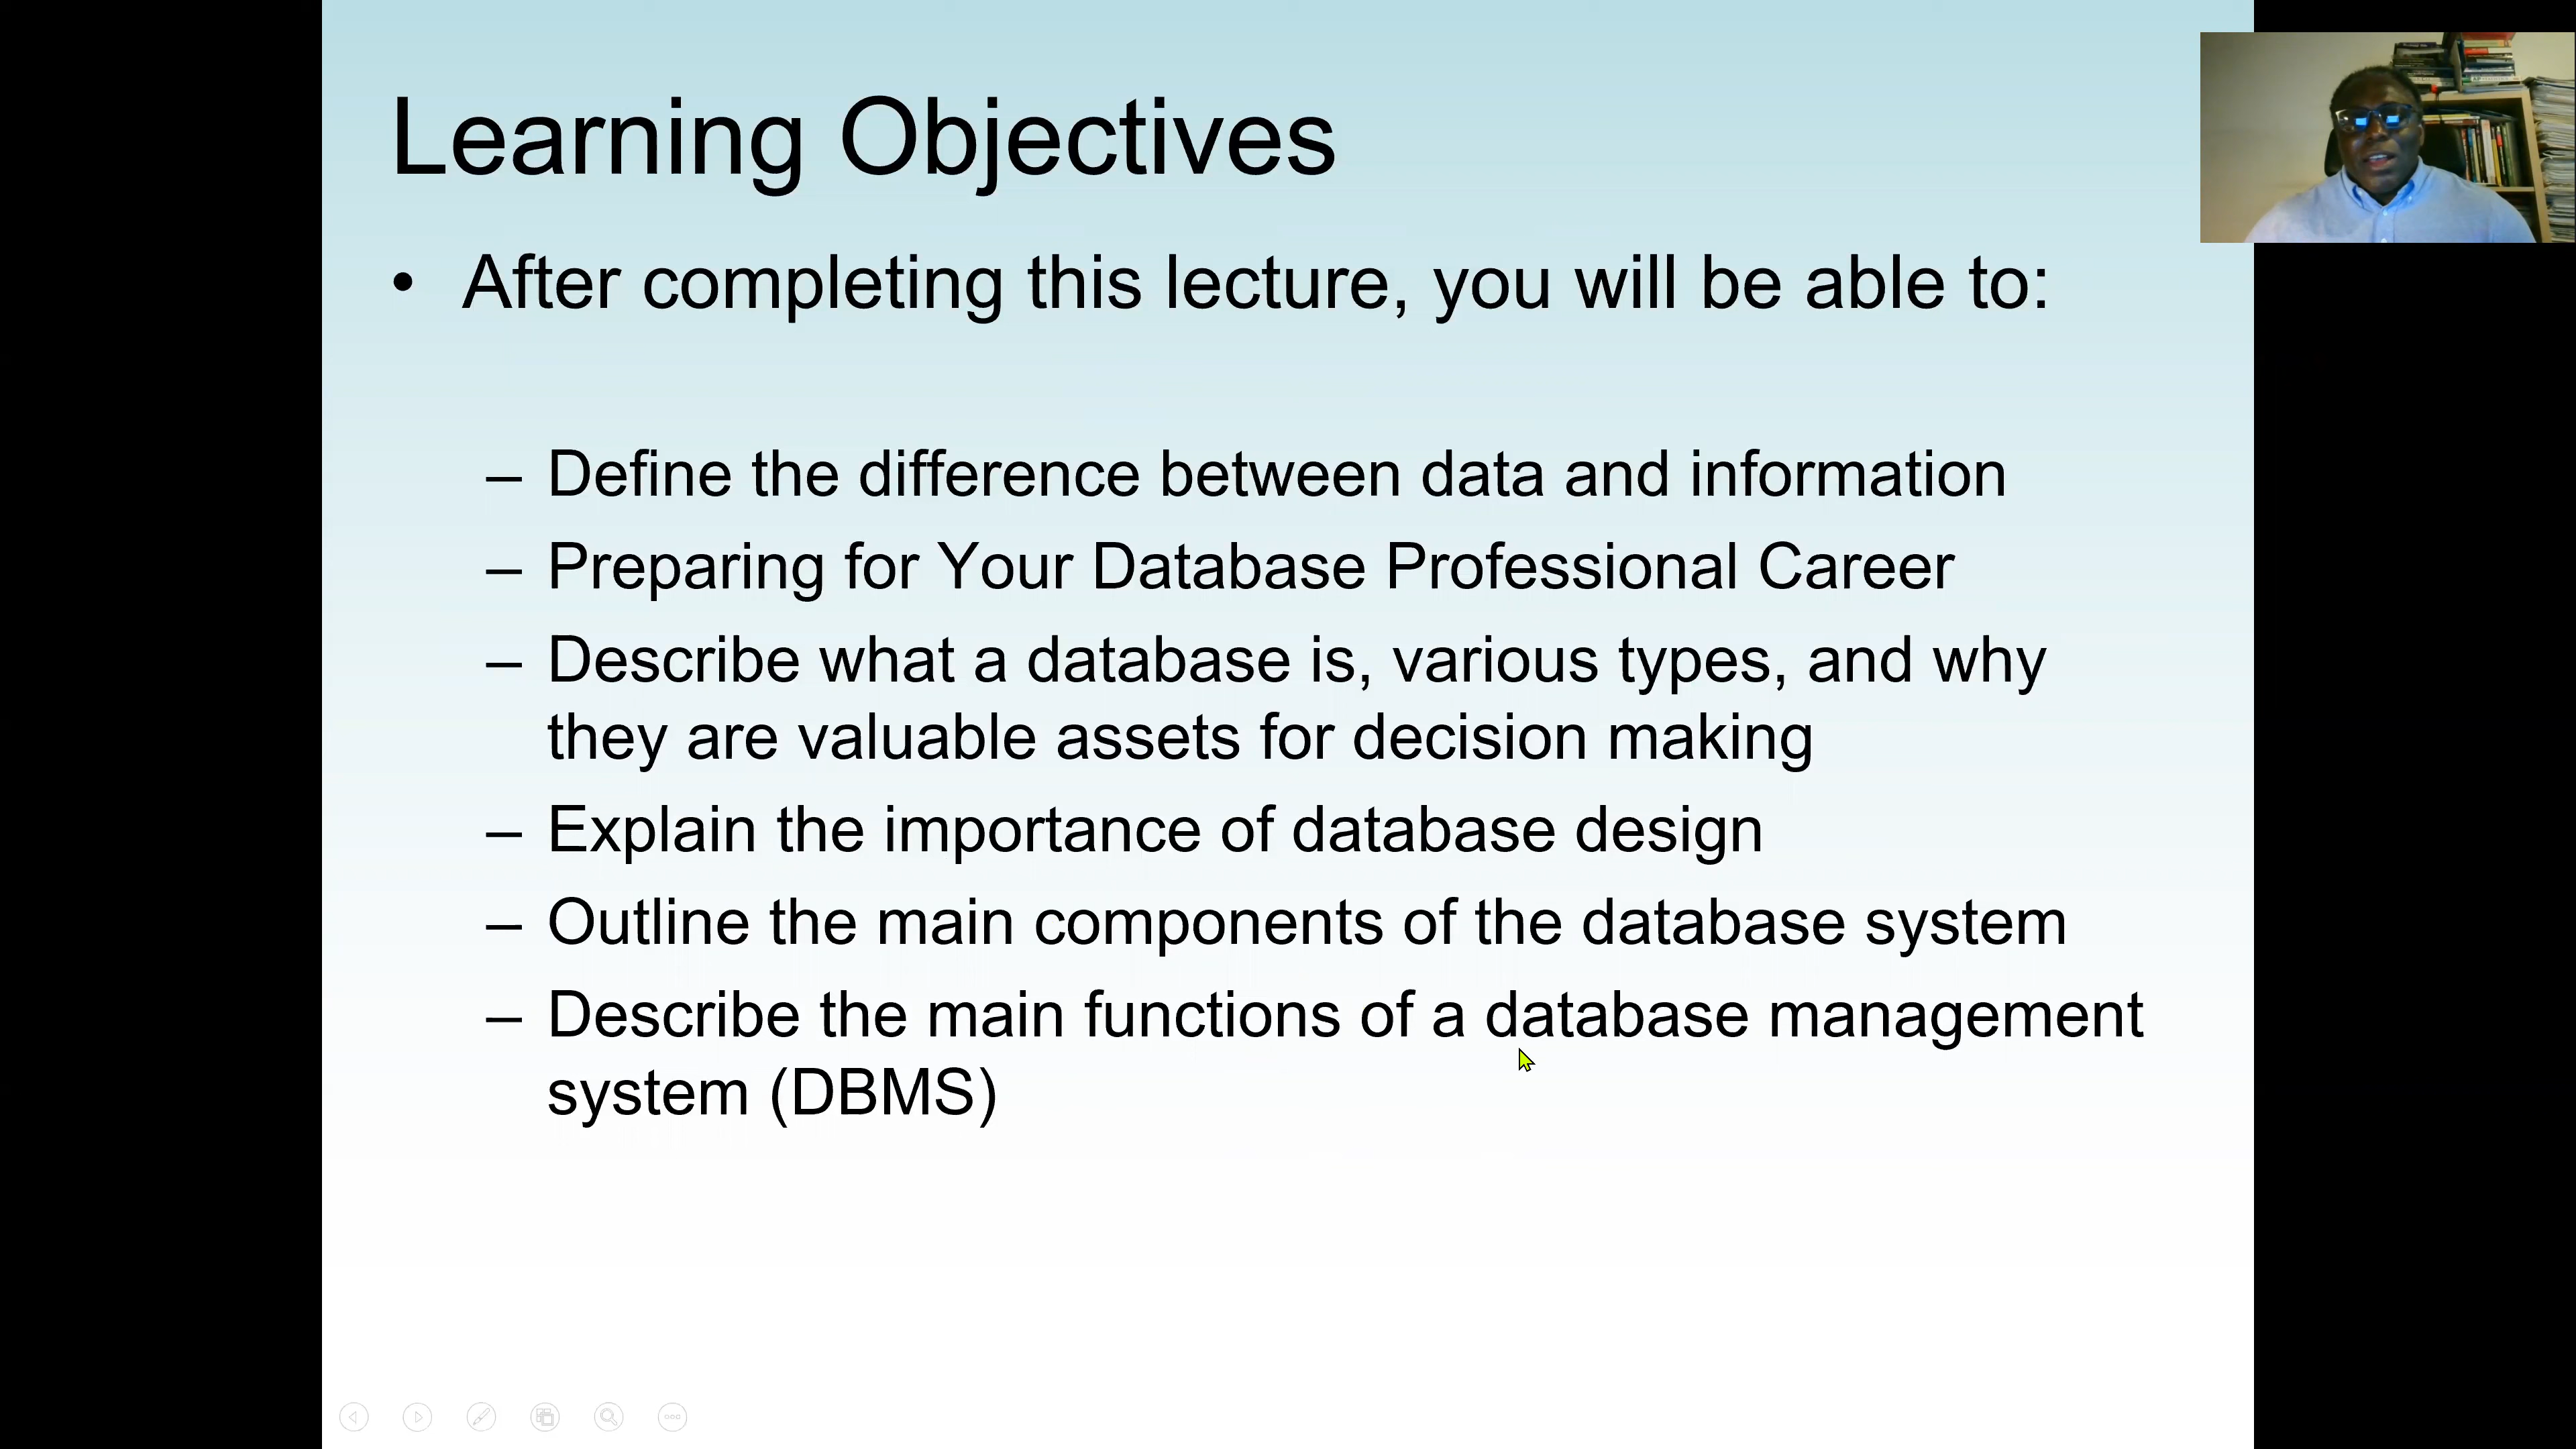 Learning Objectives
• After completing this lecture, you will be able to:
– Define the difference between data and information
– Preparing for Your Database Professional Career
– Describe what a database is, various types, and why
they are valuable assets for decision making
– Explain the importance of database design
– Outline the main components of the database system
– Describe the main functions of a database management
system (DBMS)